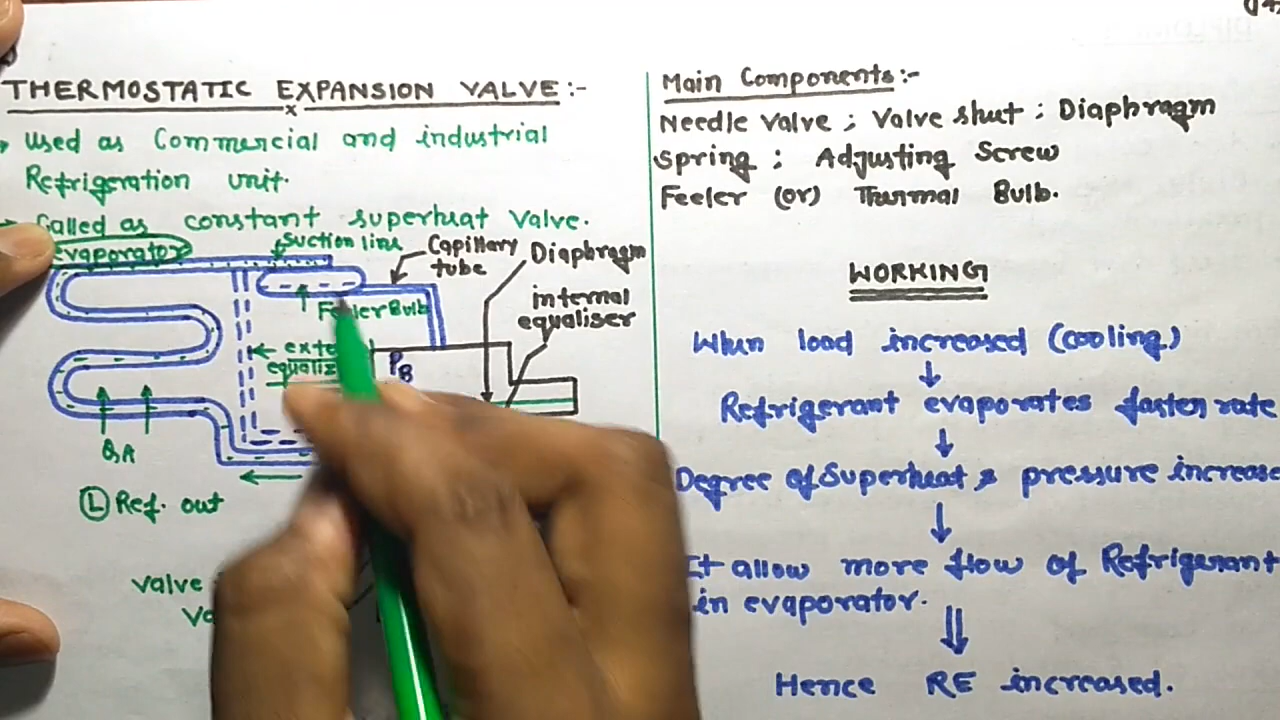 THERMOSTATIC EXPANSION VALVE:-
Used as Commercial and industrial
Refrigeration unit.
Called as constant superheat valve.
evaporator
suction line
Capillary
tube
Diaphragm
internal
equaliser
Feeler Bulb
PB
QA
(L) Ref. out
valve
Main Components:-
Needle valve ; Valve shut ; Diaphragm
Spring ; Adjusting Screw
Feeler (or) Thermal Bulb.
WORKING
When load increased (cooling)
Refrigerant evaporates faster rate
Degree of Superheat & pressure increase
It allow more flow of Refrigerant
in evaporator.
Hence RE increased.